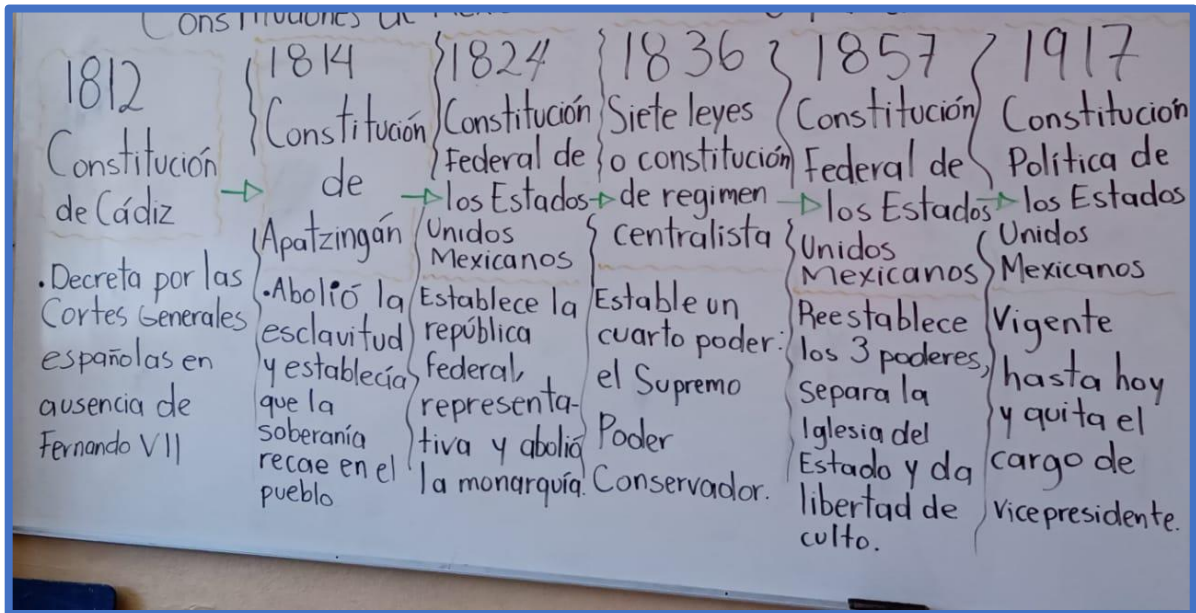 Constituciones de
1812
Constitución
de Cádiz
.Decreta por las
Cortes Generales
españolas en
ausencia de
Fernando VII
1814
Constitución
de
Apatzingán
.Abolió la
esclavitud
y establecía
que la
soberanía
recae en el
pueblo
1824
Constitución
Federal de
los Estados
Unidos
Mexicanos
Establece la
república
federal,
representa-
tiva y abolió
la monarquía.
1836
Siete leyes
o constitución
de regimen
centralista
Estable un
cuarto poder:
el Supremo
Poder
Conservador.
1857
Constitución
Federal de
los Estados
Unidos
Mexicanos
Reestablece
los 3 poderes,
separa la
Iglesia del
Estado y da
libertad de
culto.
1917
Constitución
Política de
los Estados
Unidos
Mexicanos
Vigente
hasta hoy
y quita el
cargo de
vicepresidente.